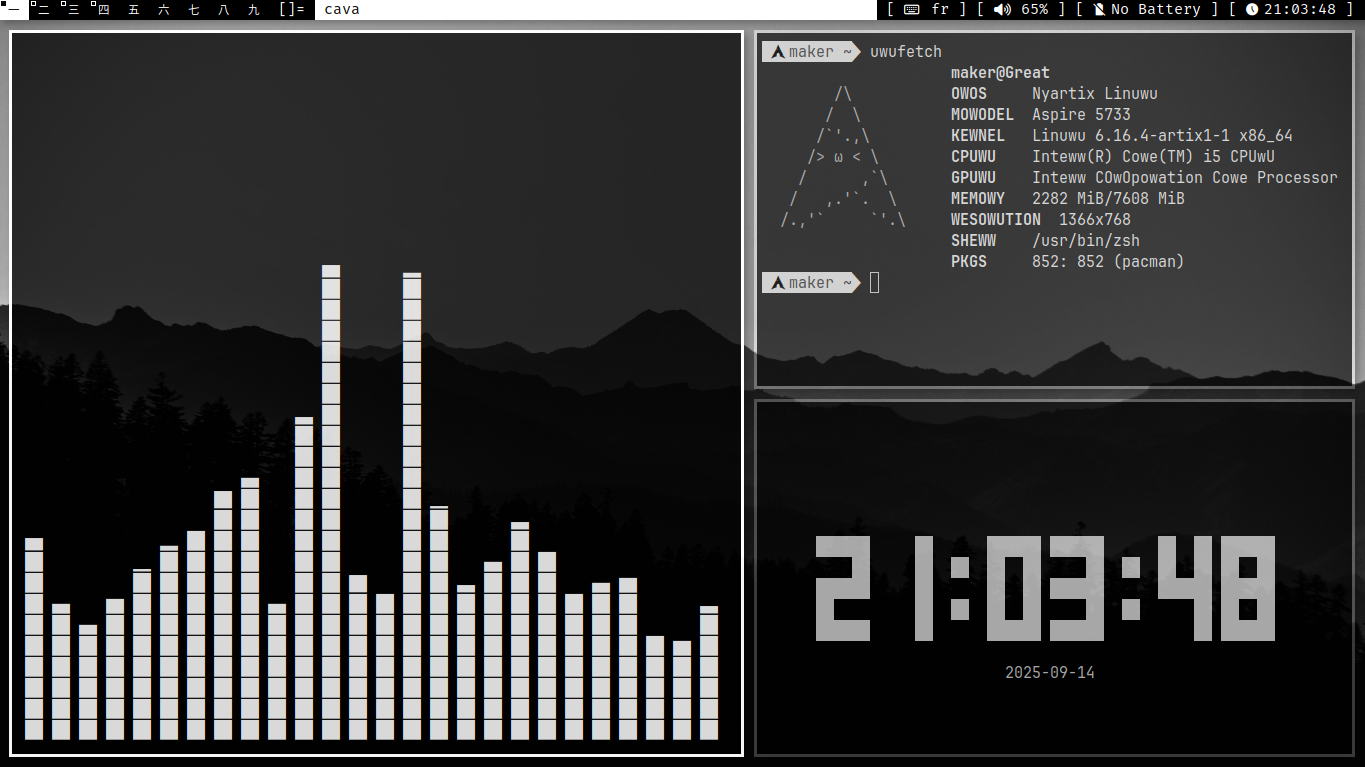 一 二 三 四 五 六 七 八 九 []= cava [ fr ] [ 65% ] [ No Battery ] [ 21:03:48 ]
maker ~ uwufetch
maker@Great
OWOS Nyartix Linuwu
MOWODEL Aspire 5733
KEWNEL Linuwu 6.16.4-artix1-1 x86_64
CPUWU Inteww(R) Cowe(TM) i5 CPUwU
GPUWU Inteww COwOpowation Cowe Processor
MEMOWY 2282 MiB/7608 MiB
WESOWUTION 1366x768
SHEWW /usr/bin/zsh
PKGS 852: 852 (pacman)
maker ~
21:03:48
2025-09-14